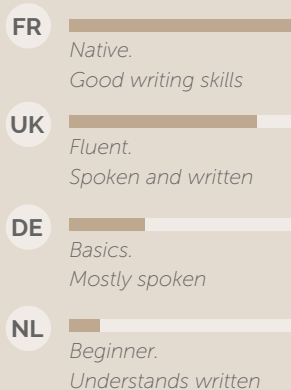 FR
Native.
Good writing skills
UK
Fluent.
Spoken and written
DE
Basics.
Mostly spoken
NL
Beginner.
Understands written